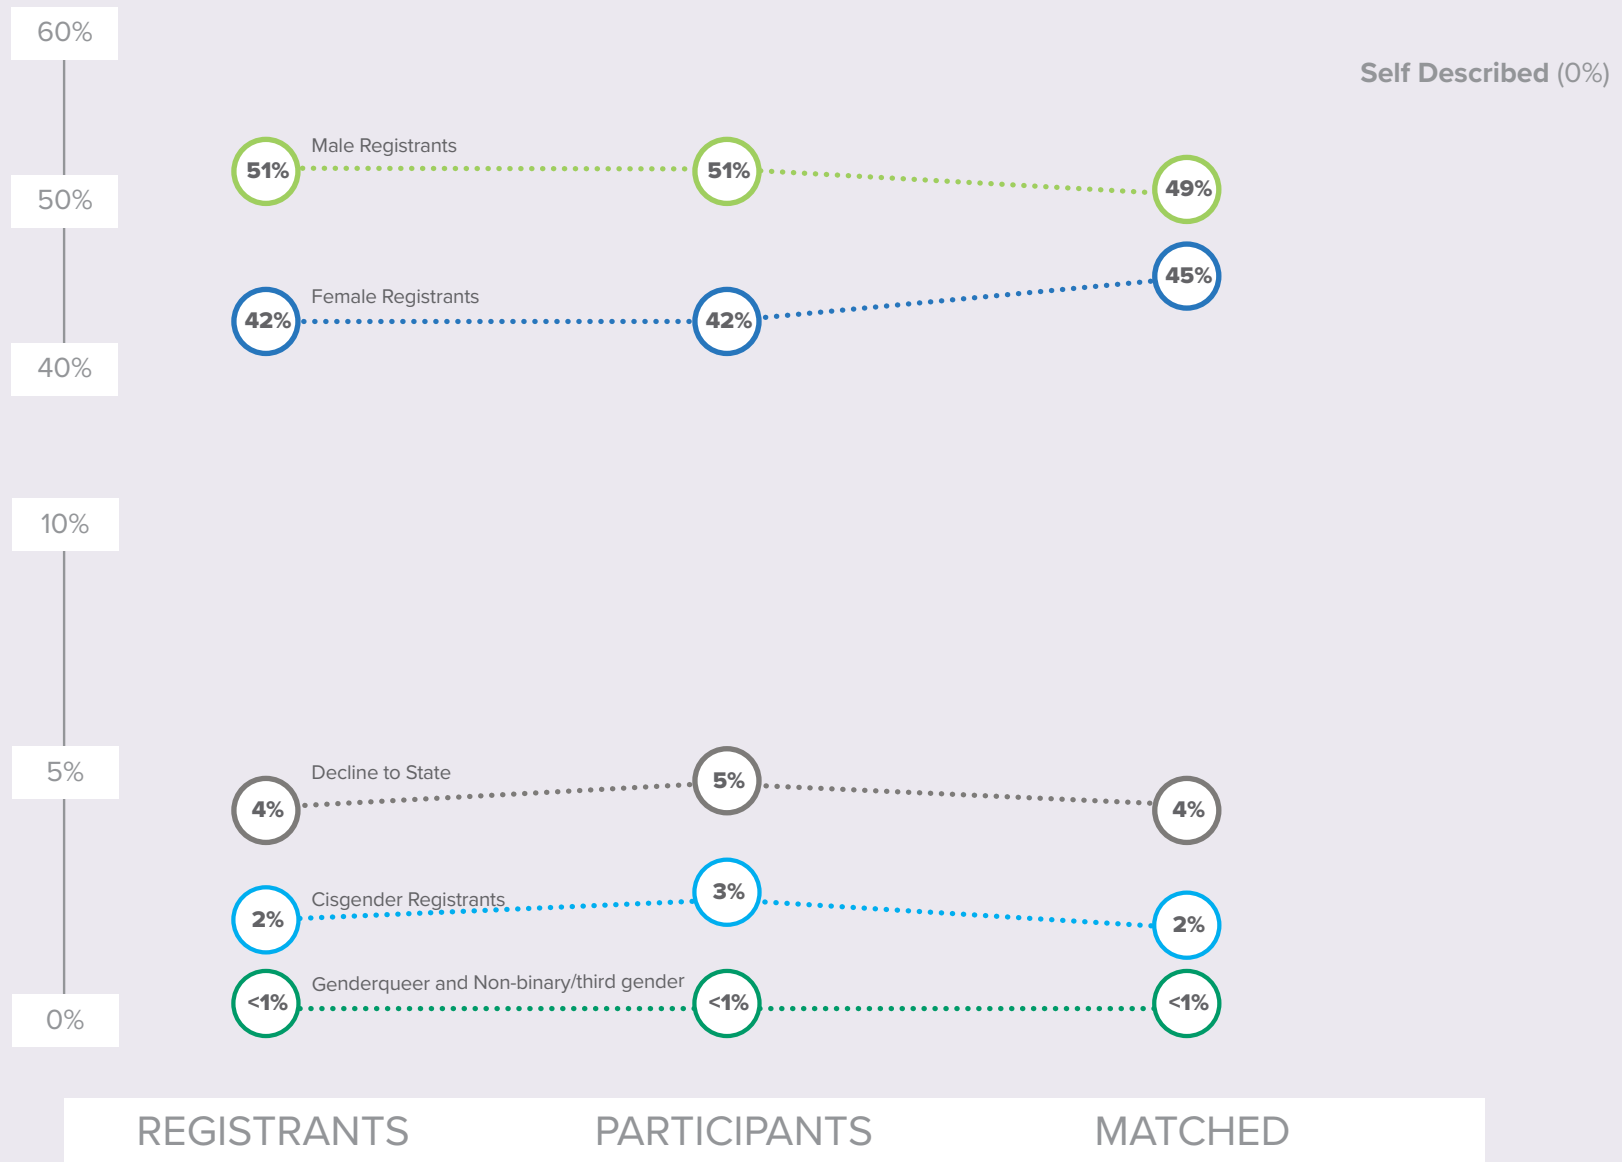 60%
Self Described (0%)
Male Registrants
51%
51%
49%
50%
Female Registrants
42%
42%
45%
40%
10%
5%
Decline to State
4%
5%
4%
Cisgender Registrants
2%
3%
2%
Genderqueer and Non-binary/third gender
<1%
<1%
<1%
0%
REGISTRANTS
PARTICIPANTS
MATCHED